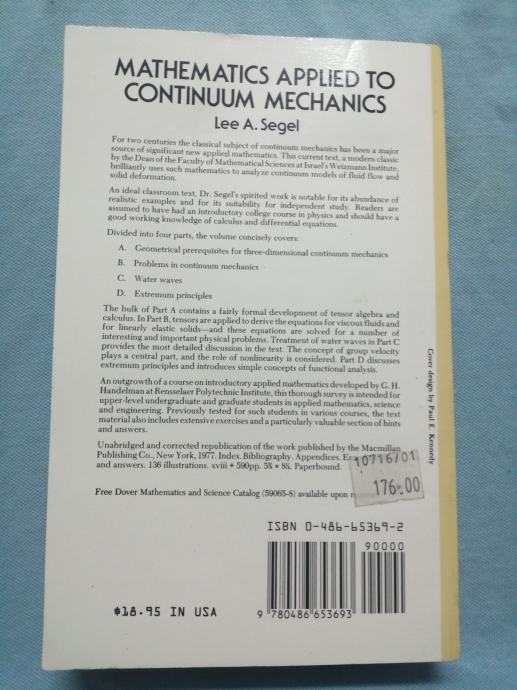 MATHEMATICS APPLIED TO
CONTINUUM MECHANICS
Lee A. Segel
For two centuries the classical subject of continuum mechanics has been a major
source of significant new applied mathematics. This current text, a modern classic
by the Dean of the Faculty of Mathematical Sciences at Israel's Weizmann Institute,
brilliantly uses such mathematics to analyze continuum models of fluid flow and
solid deformation.
An ideal classroom text, Dr. Segel's spirited work is notable for its abundance of
realistic examples and for its suitability for independent study. Readers are
assumed to have had an introductory college course in physics and should have a
good working knowledge of calculus and differential equations.
Divided into four parts, the volume concisely covers:
A. Geometrical prerequisites for three-dimensional continuum mechanics
B. Problems in continuum mechanics
C. Water waves
D. Extremum principles
The bulk of Part A contains a fairly formal development of tensor algebra and
calculus. In Part B, tensors are applied to derive the equations for viscous fluids and
for linearly elastic solids—and these equations are solved for a number of
interesting and important physical problems. Treatment of water waves in Part C
provides the most detailed discussion in the text. The concept of group velocity
plays a central part, and the role of nonlinearity is considered. Part D discusses
extremum principles and introduces simple concepts of functional analysis.
An outgrowth of a course on introductory applied mathematics developed by G. H.
Handelman at Rensselaer Polytechnic Institute, this thorough survey is intended for
upper-level undergraduate and graduate students in applied mathematics, science
and engineering. Previously tested for such students in various courses, the text
material also includes extensive exercises and a particularly valuable section of hints
and answers.
Unabridged and corrected republication of the work published by the Macmillan
Publishing Co., New York, 1977. Index. Bibliography. Appendices.
and answers. 136 illustrations. xviii + 590pp. 5⅜ × 8½. Paperbound.
Free Dover Mathematics and Science Catalog (59065-8) available upon
10716/01
176.00
Cover design by Paul E. Kennedy
ISBN 0-486-65369-2
90000
$18.95 IN USA
9 780486 653693